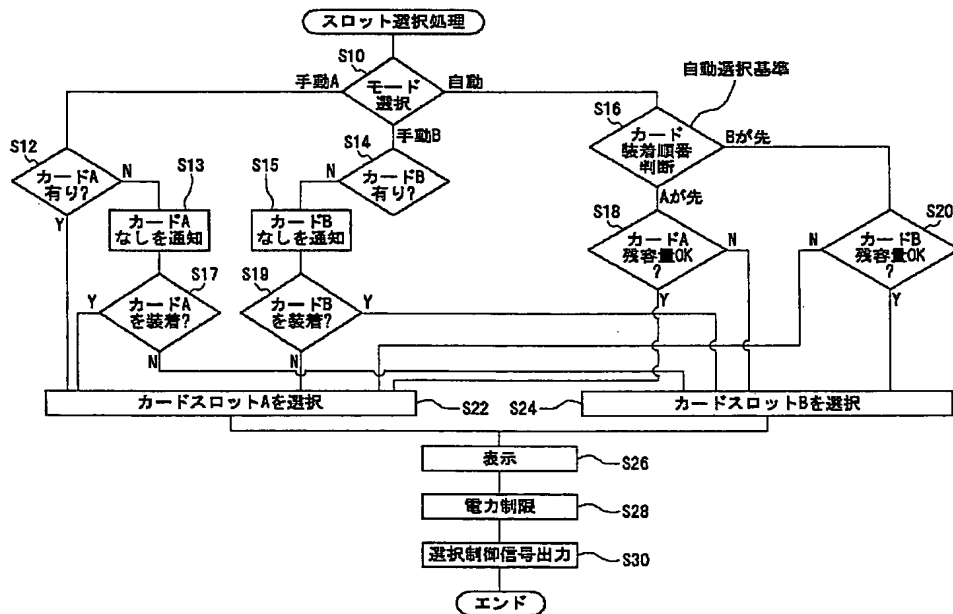 スロット選択処理
S10
手動A
モード
選択
自動
手動B
自動選択基準
S16
カード
装着順番
判断
Bが先
Aが先
S12
カードA
有り?
N
Y
S13
カードA
なしを通知
S15
カードB
なしを通知
S14
カードB
有り?
N
S18
カードA
残容量OK
?
N
Y
S20
カードB
残容量OK
?
N
Y
S17
カードA
を装着?
Y
N
S19
カードB
を装着?
Y
N
カードスロットAを選択
S22
S24
カードスロットBを選択
表示
S26
電力制限
S28
選択制御信号出力
S30
エンド